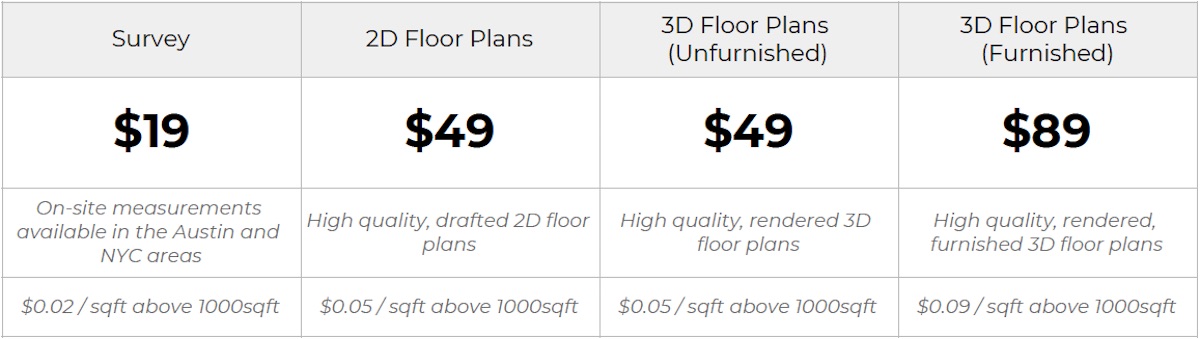 Survey
2D Floor Plans
3D Floor Plans
(Unfurnished)
3D Floor Plans
(Furnished)
$19
$49
$49
$89
On-site measurements
available in the Austin and
NYC areas
High quality, drafted 2D floor
plans
High quality, rendered 3D
floor plans
High quality, rendered,
furnished 3D floor plans
$0.02 / sqft above 1000sqft
$0.05 / sqft above 1000sqft
$0.05 / sqft above 1000sqft
$0.09 / sqft above 1000sqft